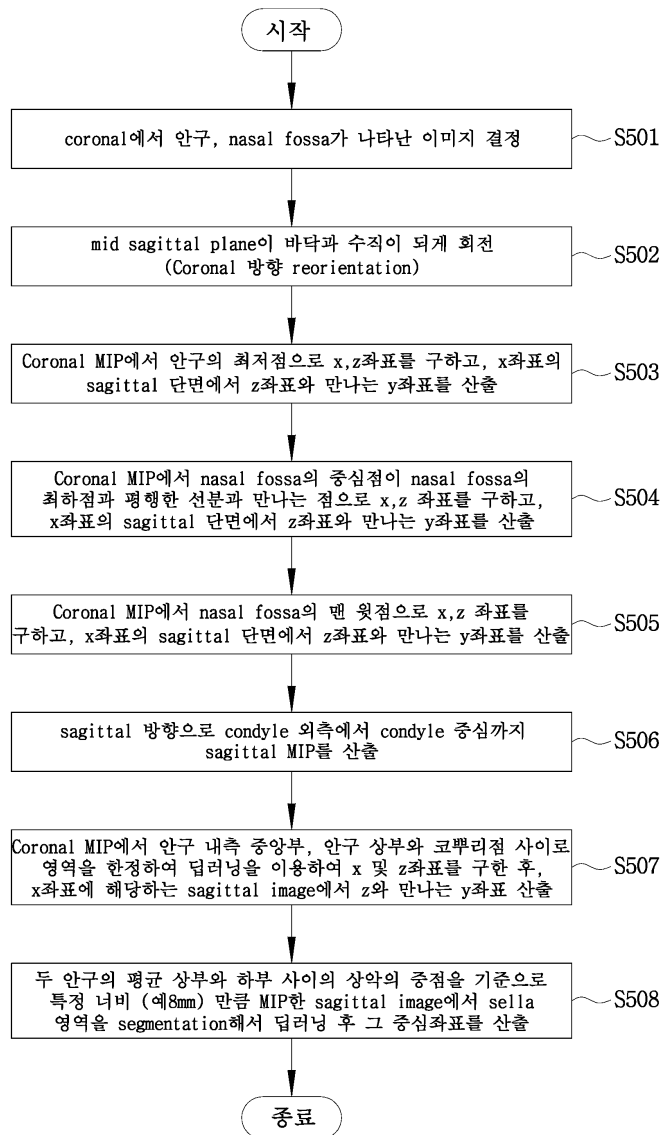 시작
coronal에서 안구, nasal fossa가 나타난 이미지 결정
S501
mid sagittal plane이 바닥과 수직이 되게 회전
(Coronal 방향 reorientation)
S502
Coronal MIP에서 안구의 최저점으로 x,z좌표를 구하고, x좌표의
sagittal 단면에서 z좌표와 만나는 y좌표를 산출
S503
Coronal MIP에서 nasal fossa의 중심점이 nasal fossa의
최하점과 평행한 선분과 만나는 점으로 x,z 좌표를 구하고,
x좌표의 sagittal 단면에서 z좌표와 만나는 y좌표를 산출
S504
Coronal MIP에서 nasal fossa의 맨 윗점으로 x,z 좌표를
구하고, x좌표의 sagittal 단면에서 z좌표와 만나는 y좌표를 산출
S505
sagittal 방향으로 condyle 외측에서 condyle 중심까지
sagittal MIP를 산출
S506
Coronal MIP에서 안구 내측 중앙부, 안구 상부와 코뿌리점 사이로
영역을 한정하여 딥러닝을 이용하여 x 및 z좌표를 구한 후,
x좌표에 해당하는 sagittal image에서 z와 만나는 y좌표 산출
S507
두 안구의 평균 상부와 하부 사이의 상악의 중점을 기준으로
특정 너비 (예8mm) 만큼 MIP한 sagittal image에서 sella
영역을 segmentation해서 딥러닝 후 그 중심좌표를 산출
S508
종료